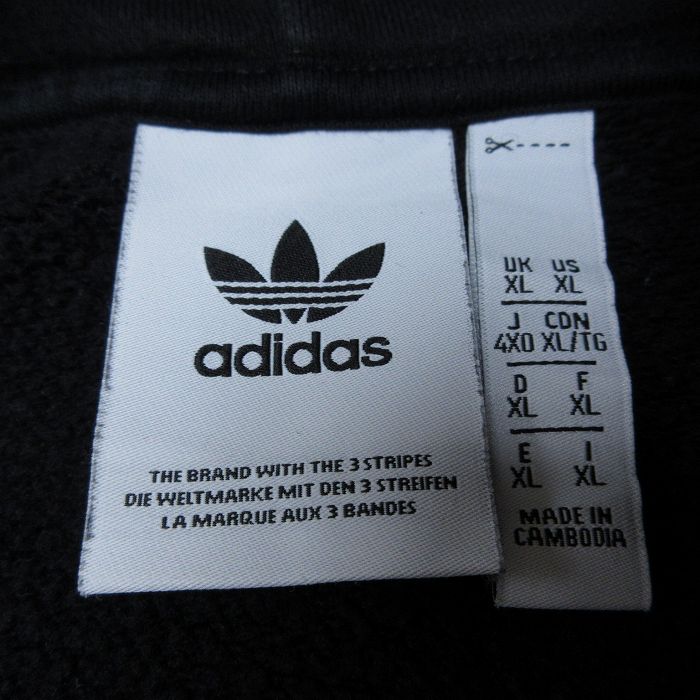 adidas
THE BRAND WITH THE 3 STRIPES
DIE WELTMARKE MIT DEN 3 STREIFEN
LA MARQUE AUX 3 BANDES
UK US
XL XL
J CDN
4XO XL/TG
D F
XL XL
E I
XL XL
MADE IN
CAMBODIA